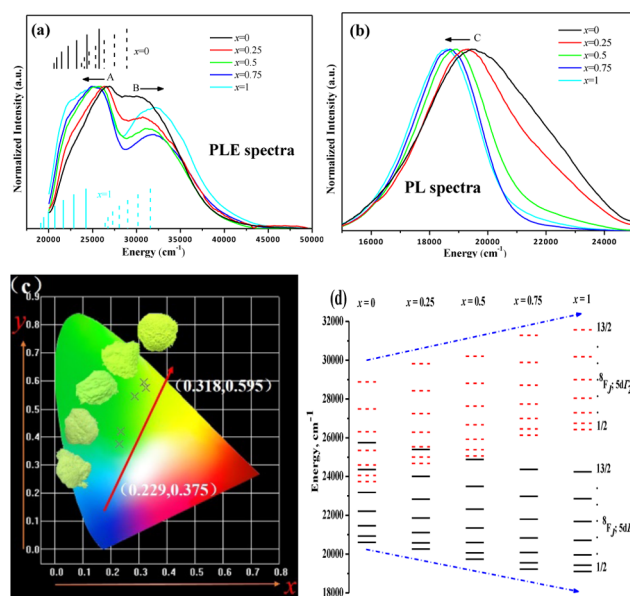 (a)
x=0
x=0
x=0.25
x=0.5
x=0.75
x=1
A
B
PLE spectra
x=1
Normalized Intensity (a.u.)
20000 25000 30000 35000 40000 45000 50000
Energy (cm-1)
(b)
C
x=0
x=0.25
x=0.5
x=0.75
x=1
PL spectra
Normalized Intensity (a.u.)
16000 18000 20000 22000 24000
Energy (cm-1)
(c)
y
0.9
0.8
0.7
0.6
0.5
0.4
0.3
0.2
0.1
0.0
(0.318,0.595)
(0.229,0.375)
0.0 0.1 0.2 0.3 0.4 0.5 0.6 0.7 0.8
x
(d)
x = 0 x = 0.25 x = 0.5 x = 0.75 x = 1
Energy, cm-1
32000
30000
28000
26000
24000
22000
20000
18000
13/2
1/2
13/2
1/2